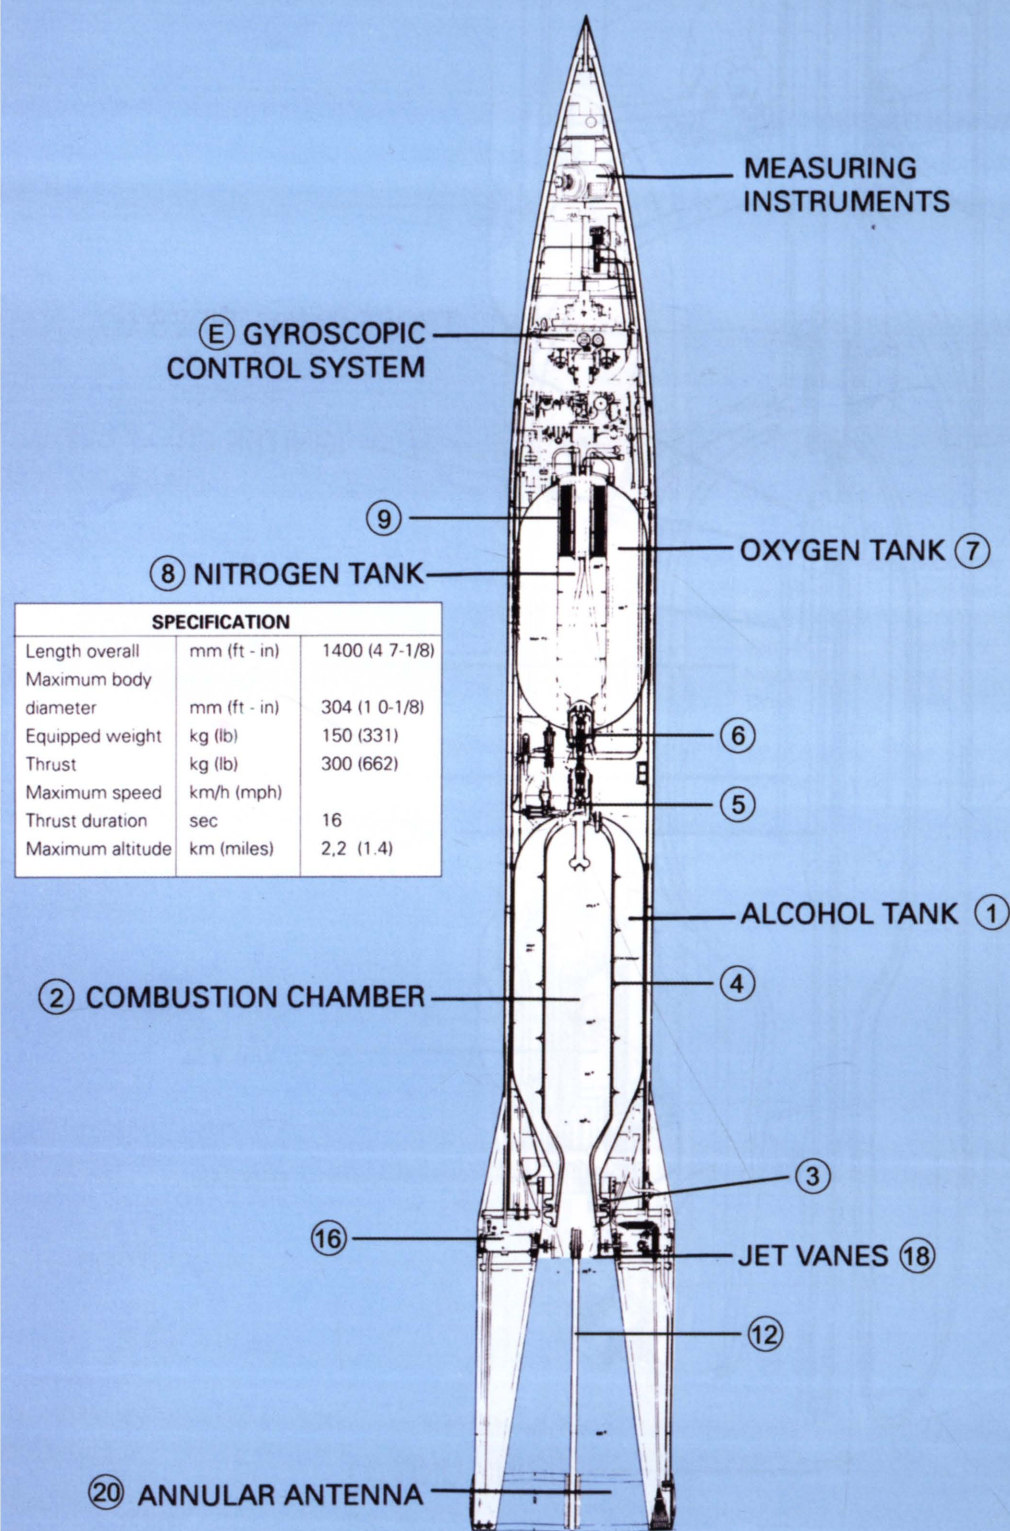 MEASURING
INSTRUMENTS
E GYROSCOPIC
CONTROL SYSTEM
9
OXYGEN TANK 7
8 NITROGEN TANK
SPECIFICATION
Length overall mm (ft - in) 1400 (4 7-1/8)
Maximum body
diameter mm (ft - in) 304 (1 0-1/8)
Equipped weight kg (lb) 150 (331)
Thrust kg (lb) 300 (662)
Maximum speed km/h (mph)
Thrust duration sec 16
Maximum altitude km (miles) 2,2 (1.4)
6
5
ALCOHOL TANK 1
4
2 COMBUSTION CHAMBER
3
16
JET VANES 18
12
20 ANNULAR ANTENNA